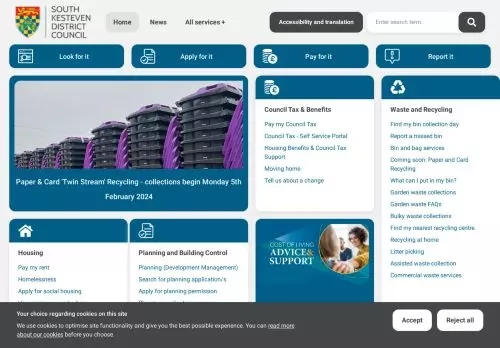 SOUTH
KESTEVEN
DISTRICT
COUNCIL
Home
News
All services +
Accessibility and translation
Enter search term
Look for it
Apply for it
Pay for it
Report it
Paper & Card 'Twin Stream' Recycling - collections begin Monday 5th
February 2024
Council Tax & Benefits
Pay my Council Tax
Council Tax - Self Service Portal
Housing Benefits & Council Tax
Support
Moving home
Tell us about a change
Waste and Recycling
Find my bin collection day
Report a missed bin
Bin and bag services
Coming soon: Paper and Card
Recycling
What can I put in my bin?
Garden waste collections
Garden waste FAQs
Bulky waste collections
Find my nearest recycling centre
Recycling at home
Litter picking
Assisted waste collection
Commercial waste services
Housing
Pay my rent
Homelessness
Apply for social housing
Planning and Building Control
Planning (Development Management)
Search for planning application/s
Apply for planning permission
COST OF LIVING
ADVICE &
SUPPORT
Your choice regarding cookies on this site
We use cookies to optimise site functionality and give you the best possible experience. You can read more
about our cookies before you choose.
Accept
Reject all